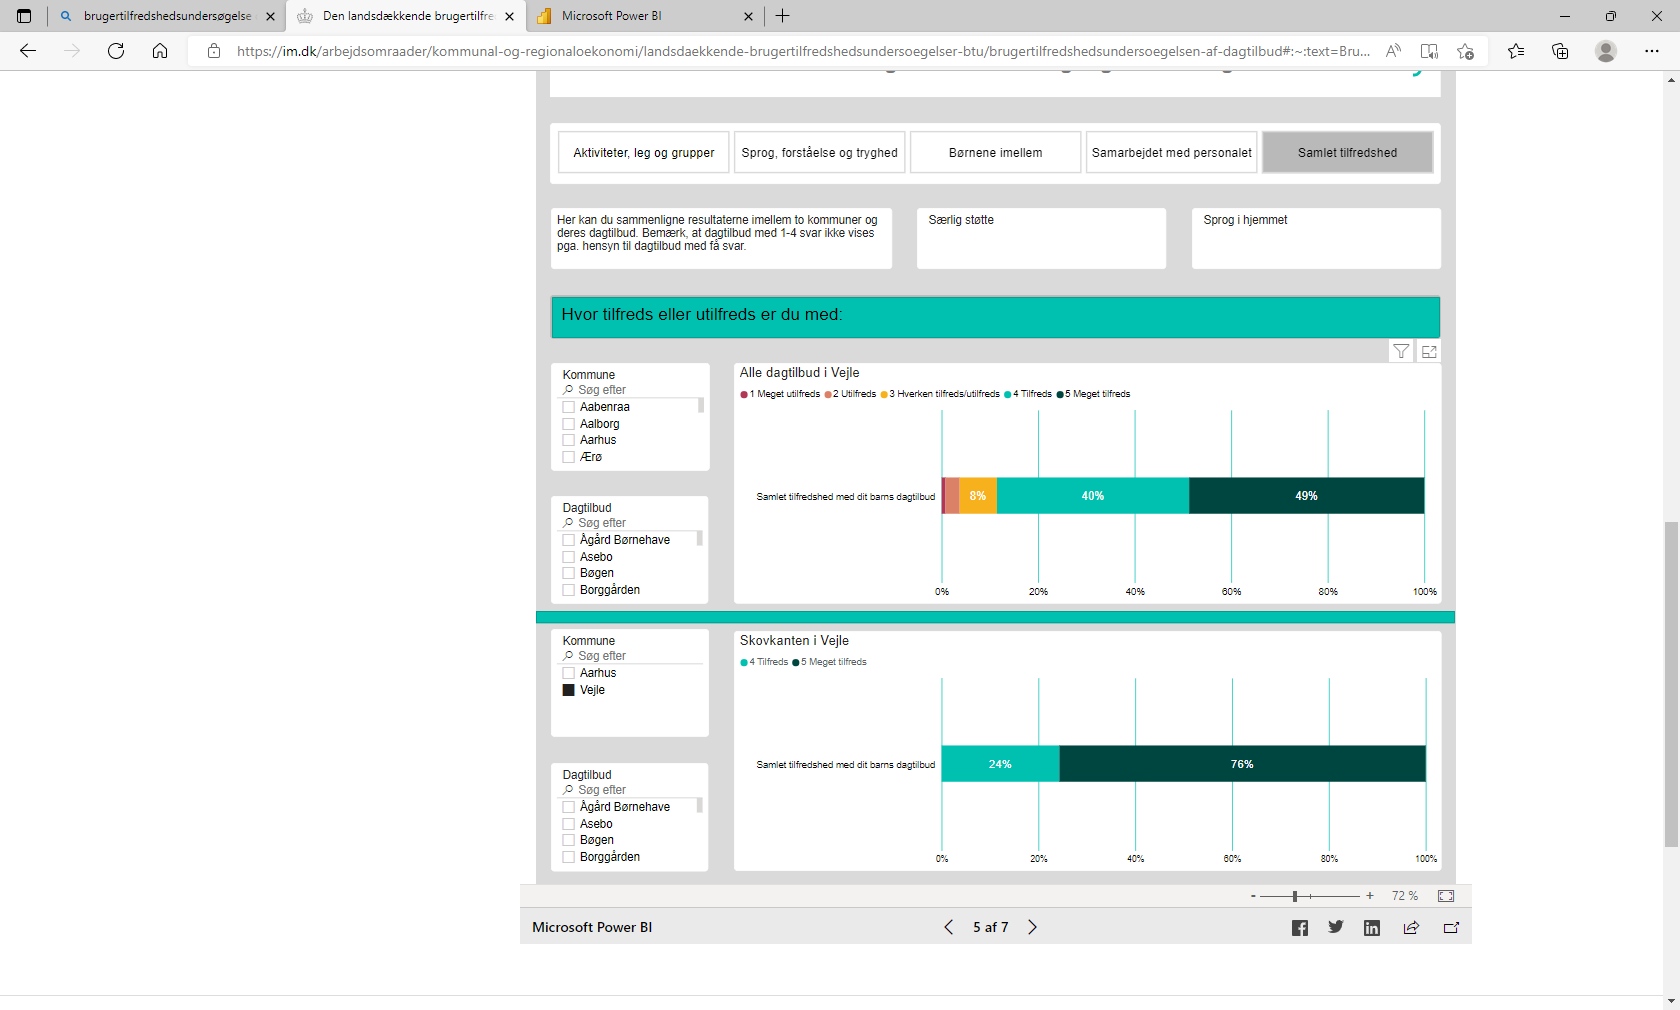 brugertilfredshedsundersøgelse
Den landsdækkende brugertilfre
Microsoft Power BI
https://im.dk/arbejdsomraader/kommunal-og-regionaloekonomi/landsdaekkende-brugertilfredshedsundersoegelser-btu/brugertilfredshedsundersoegelsen-af-dagtilbud#:~:text=Bru...
Aktiviteter, leg og grupper
Sprog, forståelse og tryghed
Børnene imellem
Samarbejdet med personalet
Samlet tilfredshed
Her kan du sammenligne resultaterne imellem to kommuner og
deres dagtilbud. Bemærk, at dagtilbud med 1-4 svar ikke vises
pga. hensyn til dagtilbud med få svar.
Særlig støtte
Sprog i hjemmet
Hvor tilfreds eller utilfreds er du med:
Kommune
Søg efter
Aabenraa
Aalborg
Aarhus
Ærø
Dagtilbud
Søg efter
Ågård Børnehave
Asebo
Bøgen
Borggården
Alle dagtilbud i Vejle
1 Meget utilfreds 2 Utilfreds 3 Hverken tilfreds/utilfreds 4 Tilfreds 5 Meget tilfreds
Samlet tilfredshed med dit barns dagtilbud
8% 40% 49%
0% 20% 40% 60% 80% 100%
Kommune
Søg efter
Aarhus
Vejle
Dagtilbud
Søg efter
Ågård Børnehave
Asebo
Bøgen
Borggården
Skovkanten i Vejle
4 Tilfreds 5 Meget tilfreds
Samlet tilfredshed med dit barns dagtilbud
24% 76%
0% 20% 40% 60% 80% 100%
- + 72 %
Microsoft Power BI
5 af 7